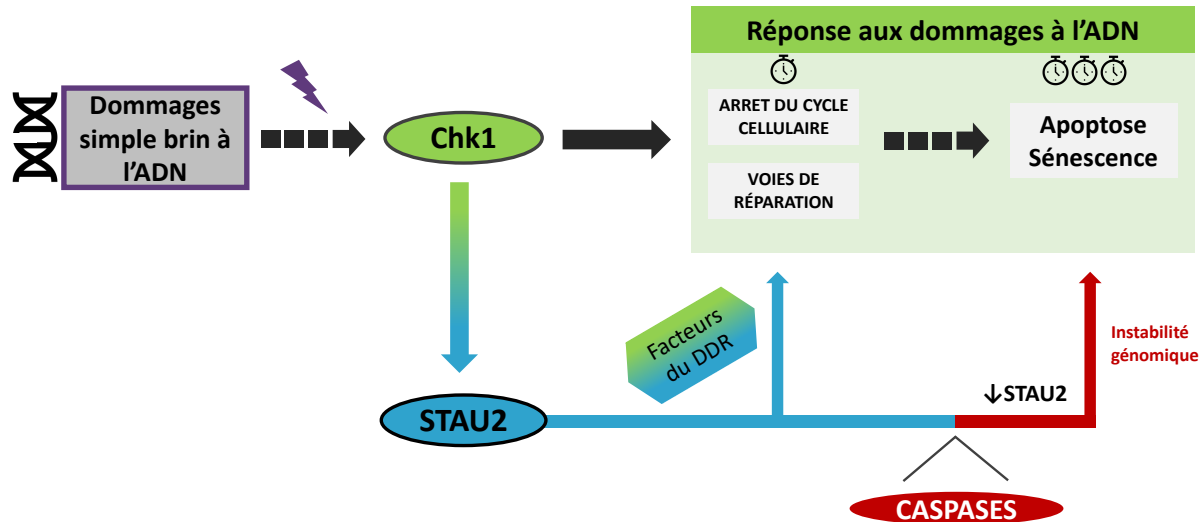 Réponse aux dommages à l’ADN
Dommages
simple brin à
l’ADN
Chk1
ARRET DU CYCLE
CELLULAIRE
VOIES DE
RÉPARATION
Apoptose
Sénescence
Facteurs
du DDR
Instabilité
génomique
↓STAU2
STAU2
CASPASES